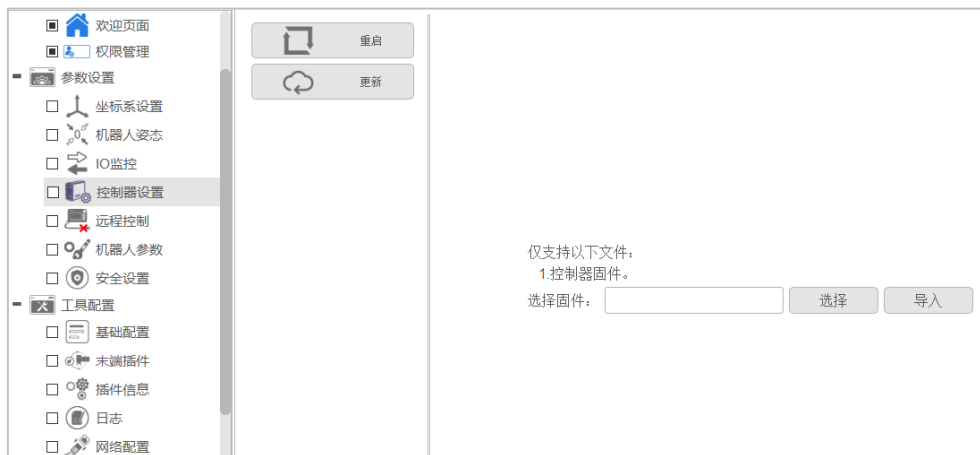 欢迎页面
权限管理
参数设置
坐标系设置
机器人姿态
IO监控
控制器设置
远程控制
机器人参数
安全设置
工具配置
基础配置
末端插件
插件信息
日志
网络配置
重启
更新
仅支持以下文件：
1.控制器固件。
选择固件： 选择 导入